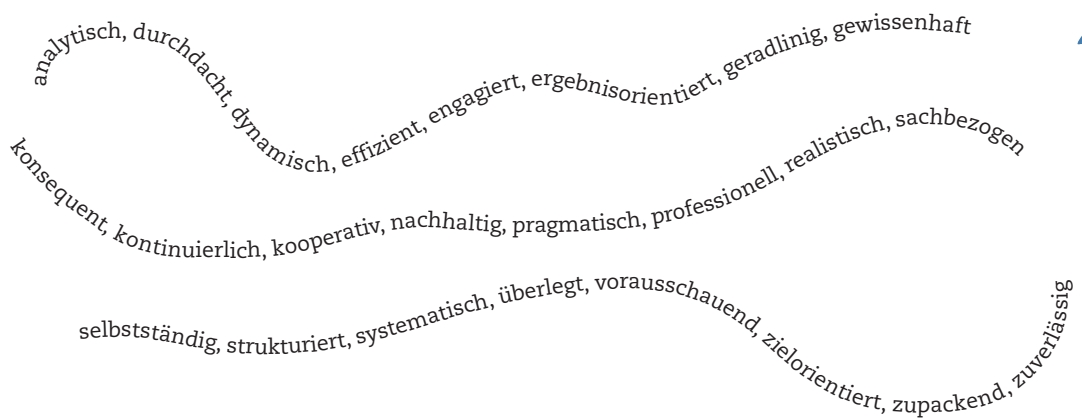 analytisch, durchdacht, dynamisch, effizient, engagiert, ergebnisorientiert, geradlinig, gewissenhaft
konsequent, kontinuierlich, kooperativ, nachhaltig, pragmatisch, professionell, realistisch, sachbezogen
selbstständig, strukturiert, systematisch, überlegt, vorausschauend, zielorientiert, zupackend, zuverlässig